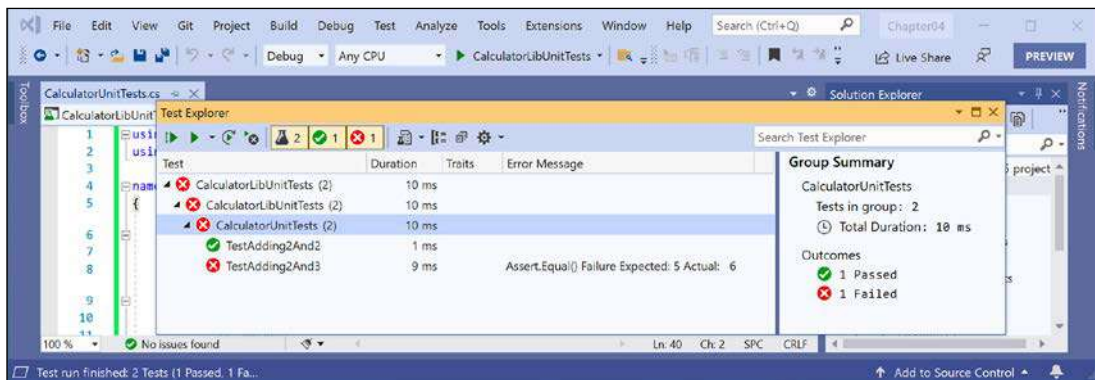 File Edit View Git Project Build Debug Test Analyze Tools Extensions Window Help Search (Ctrl+Q) Chapter04
Debug Any CPU CalculatorLibUnitTests Live Share PREVIEW
Toolbox
CalculatorUnitTests.cs
Solution Explorer
Notifications
CalculatorLibUnit
Test Explorer
1 usi
2 usi
3
4 nam
5 {
6
7
8
9
10
11
2 1 1
Search Test Explorer
Test Duration Traits Error Message
CalculatorLibUnitTests (2) 10 ms
CalculatorLibUnitTests (2) 10 ms
CalculatorUnitTests (2) 10 ms
TestAdding2And2 1 ms
TestAdding2And3 9 ms Assert.Equal() Failure Expected: 5 Actual: 6
Group Summary
CalculatorUnitTests
Tests in group: 2
Total Duration: 10 ms
Outcomes
1 Passed
1 Failed
project
100 % No issues found Ln: 40 Ch: 2 SPC CRLF
Test run finished: 2 Tests (1 Passed, 1 Fa... Add to Source Control